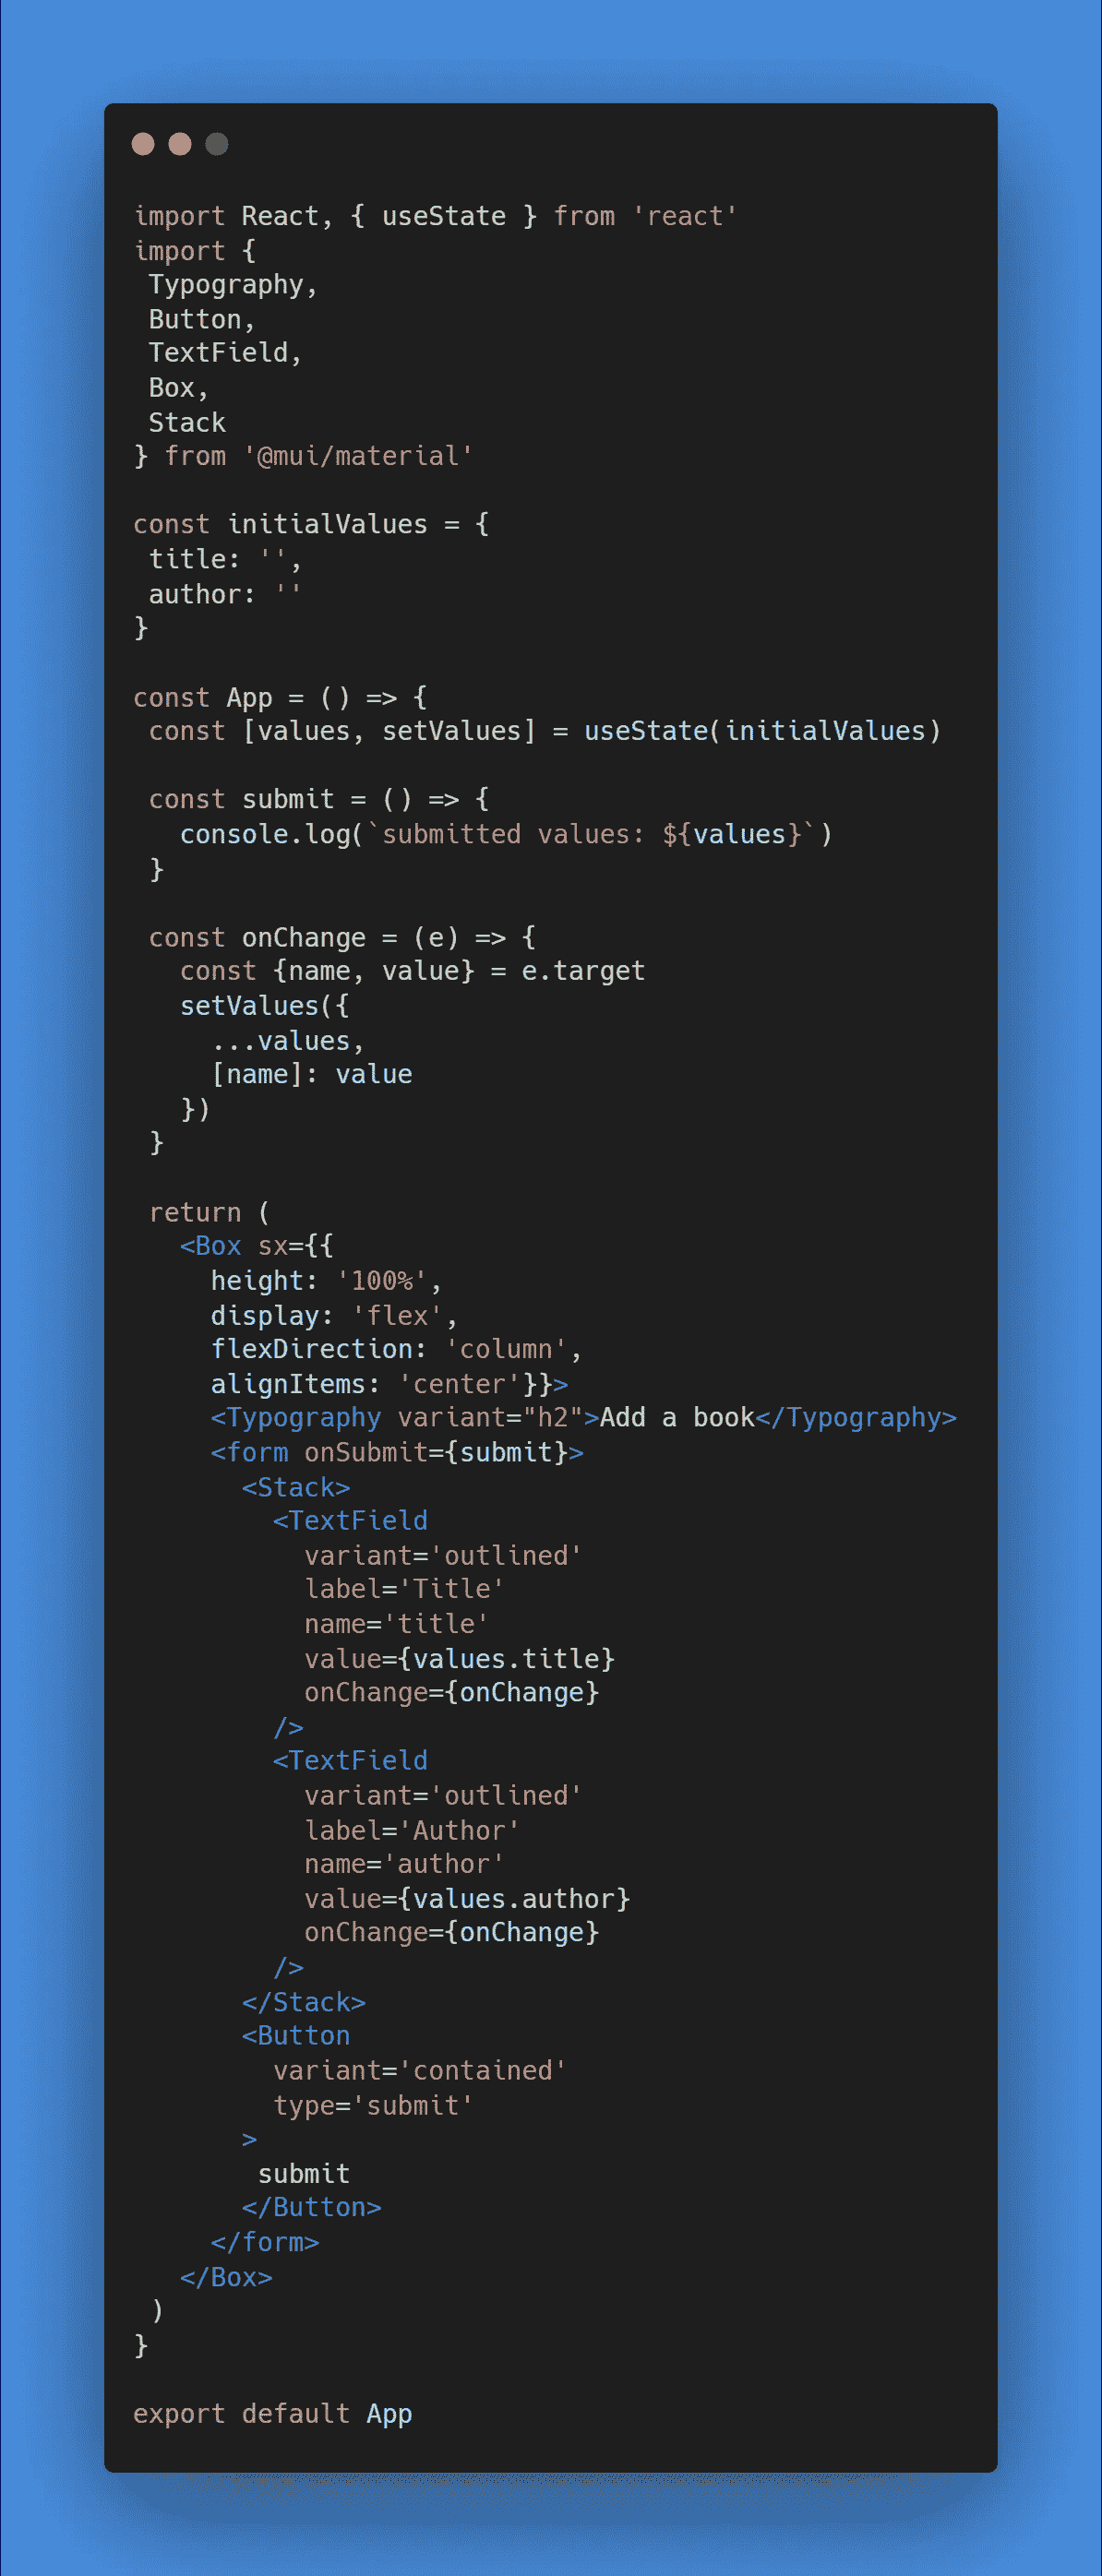 import React, { useState } from 'react'
import {
 Typography,
 Button,
 TextField,
 Box,
 Stack
} from '@mui/material'

const initialValues = {
 title: '',
 author: ''
}

const App = () => {
 const [values, setValues] = useState(initialValues)

 const submit = () => {
   console.log(`submitted values: ${values}`)
 }

 const onChange = (e) => {
   const {name, value} = e.target
   setValues({
     ...values,
     [name]: value
   })
 }

 return (
   <Box sx={{
     height: '100%',
     display: 'flex',
     flexDirection: 'column',
     alignItems: 'center'}}>
     <Typography variant="h2">Add a book</Typography>
     <form onSubmit={submit}>
       <Stack>
         <TextField
           variant='outlined'
           label='Title'
           name='title'
           value={values.title}
           onChange={onChange}
         />
         <TextField
           variant='outlined'
           label='Author'
           name='author'
           value={values.author}
           onChange={onChange}
         />
       </Stack>
       <Button
         variant='contained'
         type='submit'
       >
        submit
       </Button>
     </form>
   </Box>
 )
}

export default App